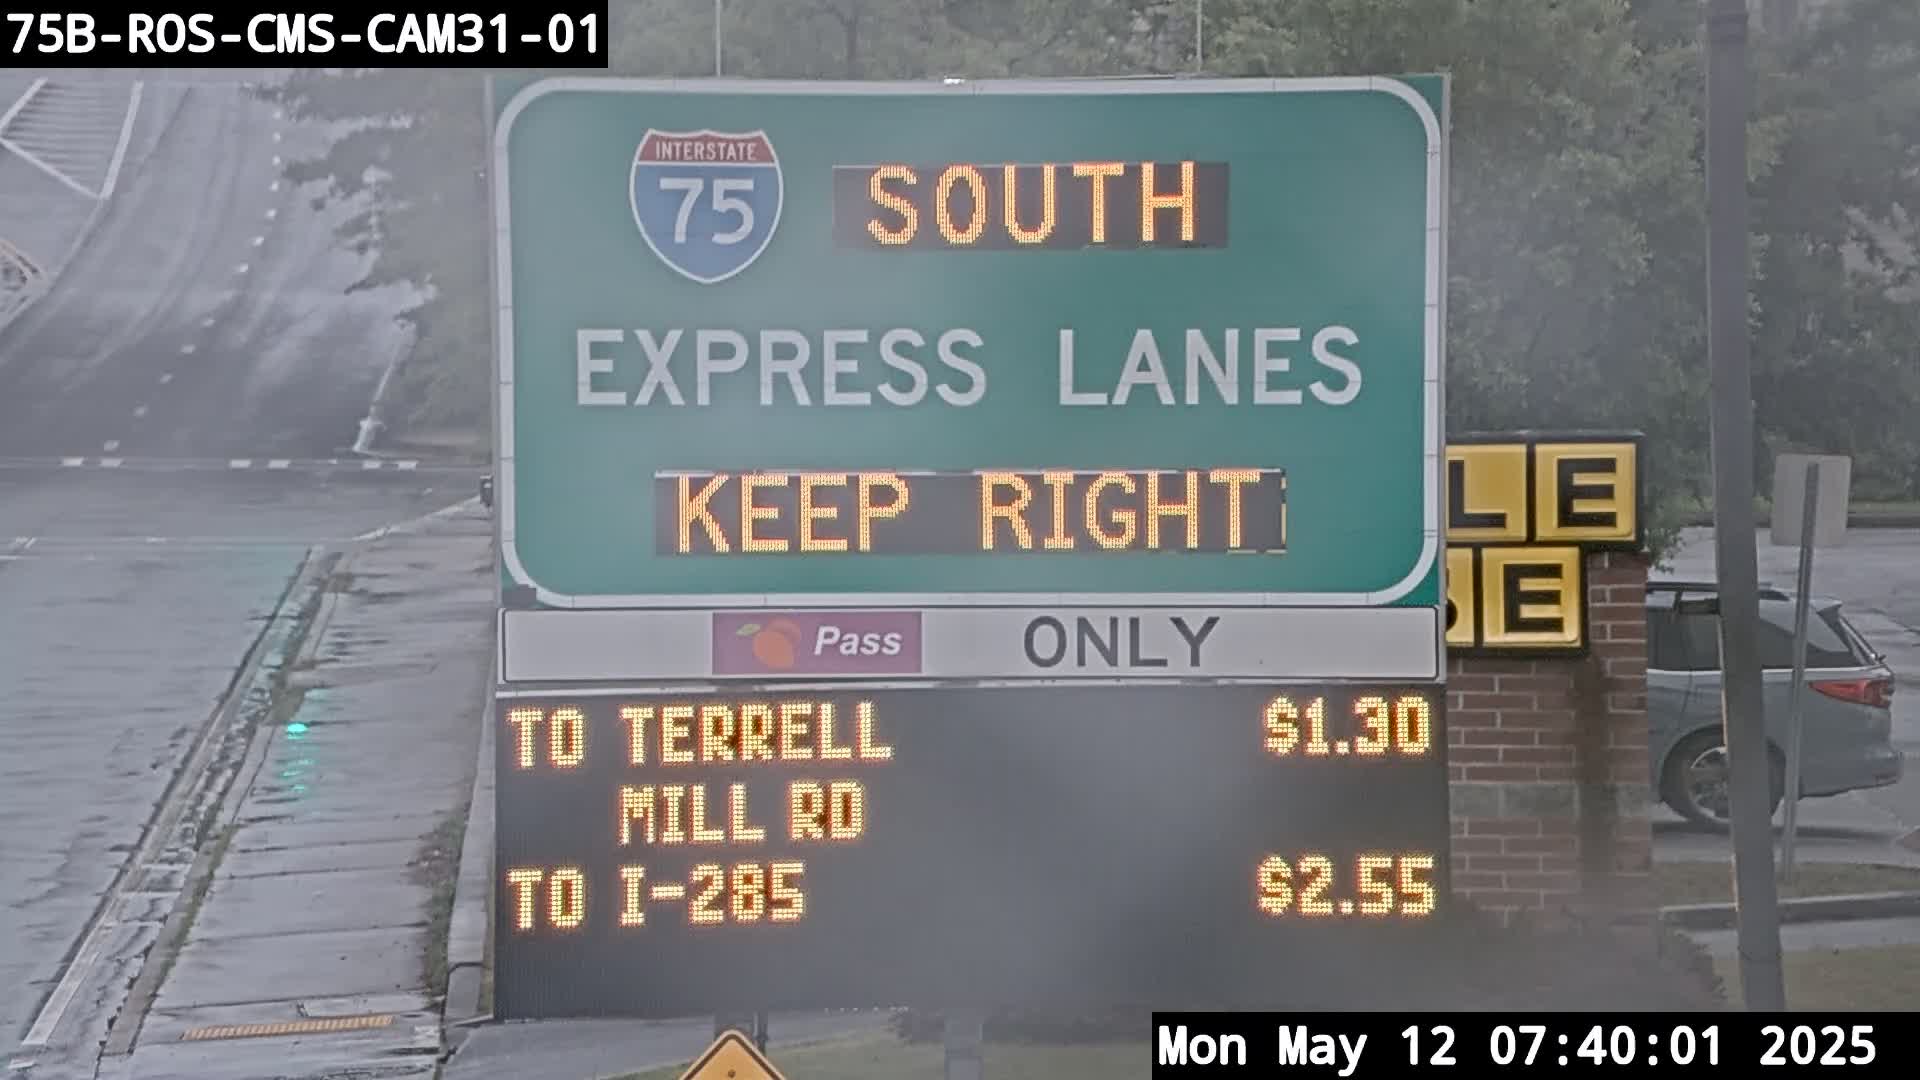 75B-ROS-CMS-CAM31-01
INTERSTATE
75
SOUTH
EXPRESS LANES
KEEP RIGHT
Pass ONLY
TO TERRELL $1.30
MILL RD
TO I-285 $2.55
LE
E
Mon May 12 07:40:01 2025